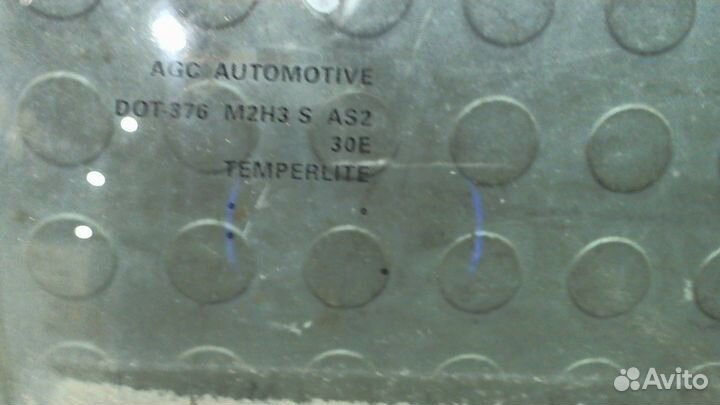 AGC AUTOMOTIVE
DOT-376 M2H3 S AS2
30E
TEMPERLITE
Avito